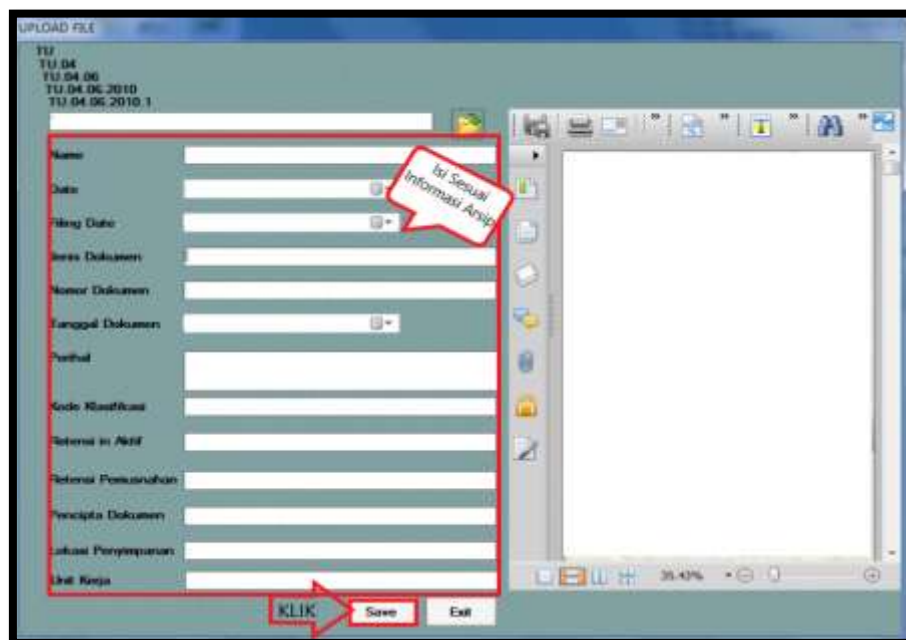 UPLOAD FILE
TU
TU.04
TU.04.06
TU.04.06.2010
TU.04.06.2010.1
Name
Date
Filing Date
Jenis Dokumen
Nomor Dokumen
Tanggal Dokumen
Perihal
Kode Klasifikasi
Retensi in Aktif
Retensi Pemusnahan
Pencipta Dokumen
Lokasi Penyimpanan
Unit Kerja
Isi Sesuai
Informasi Arsip
35.43%
KLIK
Save
Exit